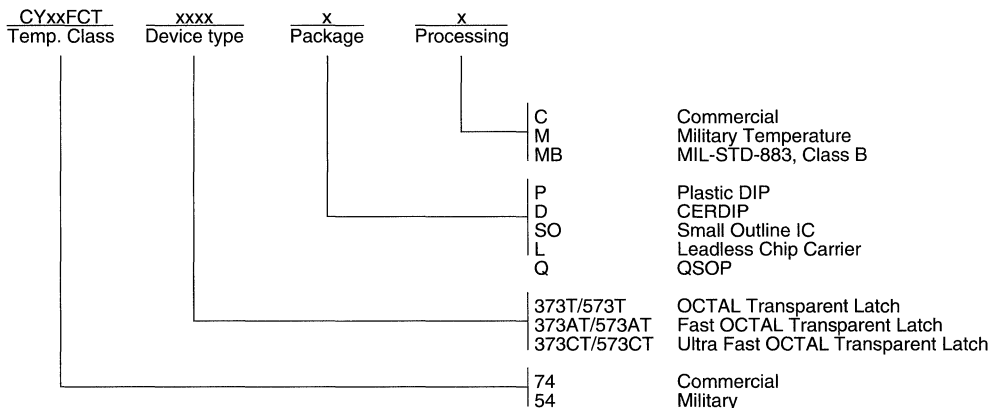 CYxxFCT xxxx x x
Temp. Class Device type Package Processing
C Commercial
M Military Temperature
MB MIL-STD-883, Class B
P Plastic DIP
D CERDIP
SO Small Outline IC
L Leadless Chip Carrier
Q QSOP
373T/573T OCTAL Transparent Latch
373AT/573AT Fast OCTAL Transparent Latch
373CT/573CT Ultra Fast OCTAL Transparent Latch
74 Commercial
54 Military